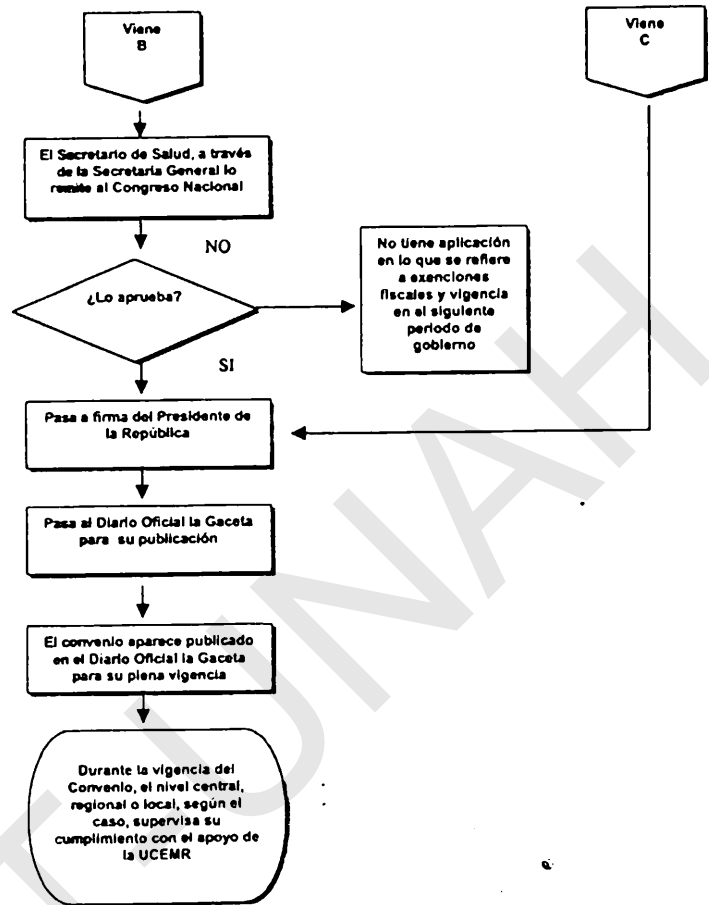 Viene
B
Viene
C
El Secretario de Salud, a través
de la Secretaría General lo
remite al Congreso Nacional
NO
No tiene aplicación
en lo que se refiere
a exenciones
fiscales y vigencia
en el siguiente
periodo de
gobierno
¿Lo aprueba?
SI
Pasa a firma del Presidente de
la República
Pasa al Diario Oficial la Gaceta
para su publicación
El convenio aparece publicado
en el Diario Oficial la Gaceta
para su plena vigencia
Durante la vigencia del
Convenio, el nivel central,
regional o local, según el
caso, supervisa su
cumplimiento con el apoyo de
la UCEMR
T-UNAH